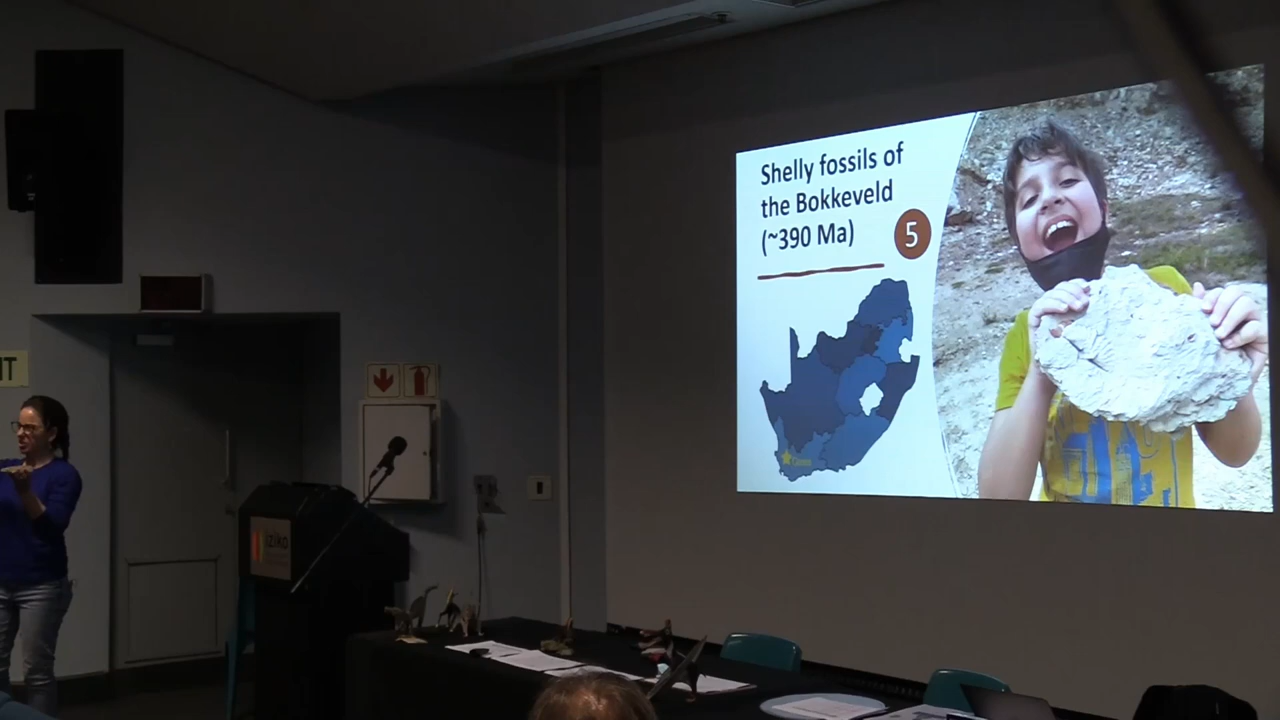 Shelly fossils of
the Bokkeveld
(~390 Ma)
5
IT
iziko